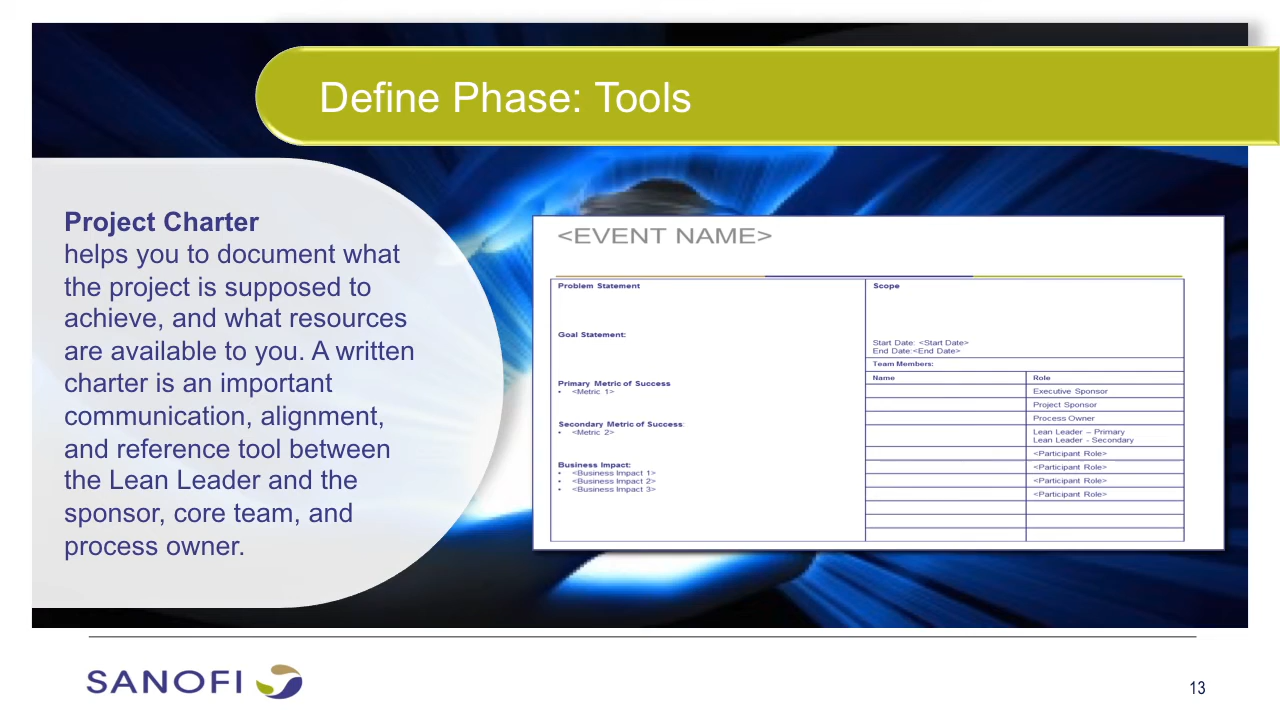 Define Phase: Tools
Project Charter
helps you to document what
the project is supposed to
achieve, and what resources
are available to you. A written
charter is an important
communication, alignment,
and reference tool between
the Lean Leader and the
sponsor, core team, and
process owner.
<EVENT NAME>
Problem Statement
Goal Statement:
Primary Metric of Success
• <Metric 1>
Secondary Metric of Success:
• <Metric 2>
Business Impact:
• <Business Impact 1>
• <Business Impact 2>
• <Business Impact 3>
Scope
Start Date: <Start Date>
End Date:<End Date>
Team Members:
Name Role
Executive Sponsor
Project Sponsor
Process Owner
Lean Leader – Primary
Lean Leader - Secondary
<Participant Role>
<Participant Role>
<Participant Role>
<Participant Role>
SANOFI
13